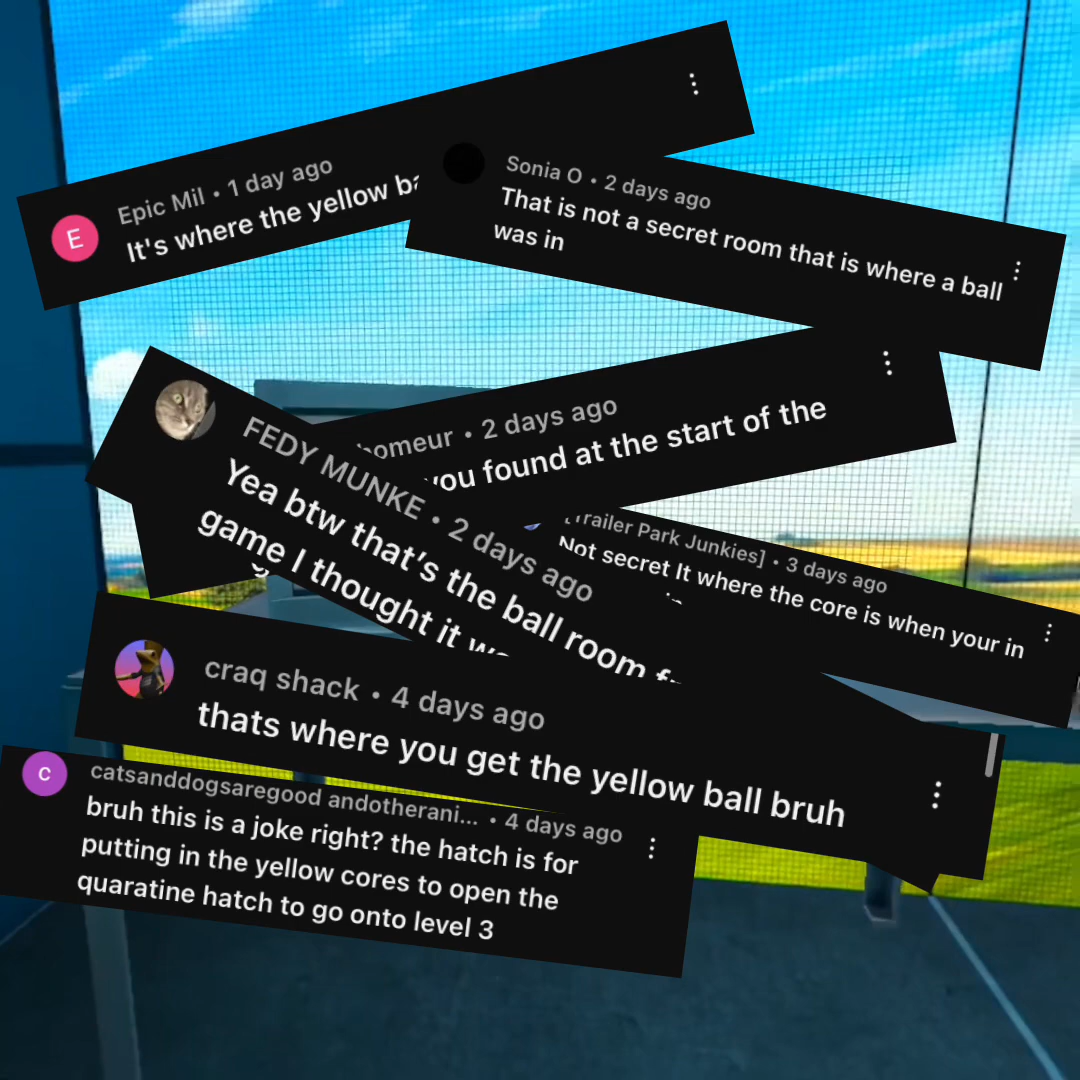 Epic Mil • 1 day ago
E
It's where the yellow
Sonia O • 2 days ago
That is not a secret room that is where a ball
was in
omeur • 2 days ago
you found at the start of the
FEDY MUNKE • 2 days ago
Yea btw that's the ball room
game I thought it
[Trailer Park Junkies] • 3 days ago
Not secret It where the core is when your in
craq shack • 4 days ago
thats where you get the yellow ball bruh
C
catsanddogsaregood andotherani... • 4 days ago
bruh this is a joke right? the hatch is for
putting in the yellow cores to open the
quaratine hatch to go onto level 3